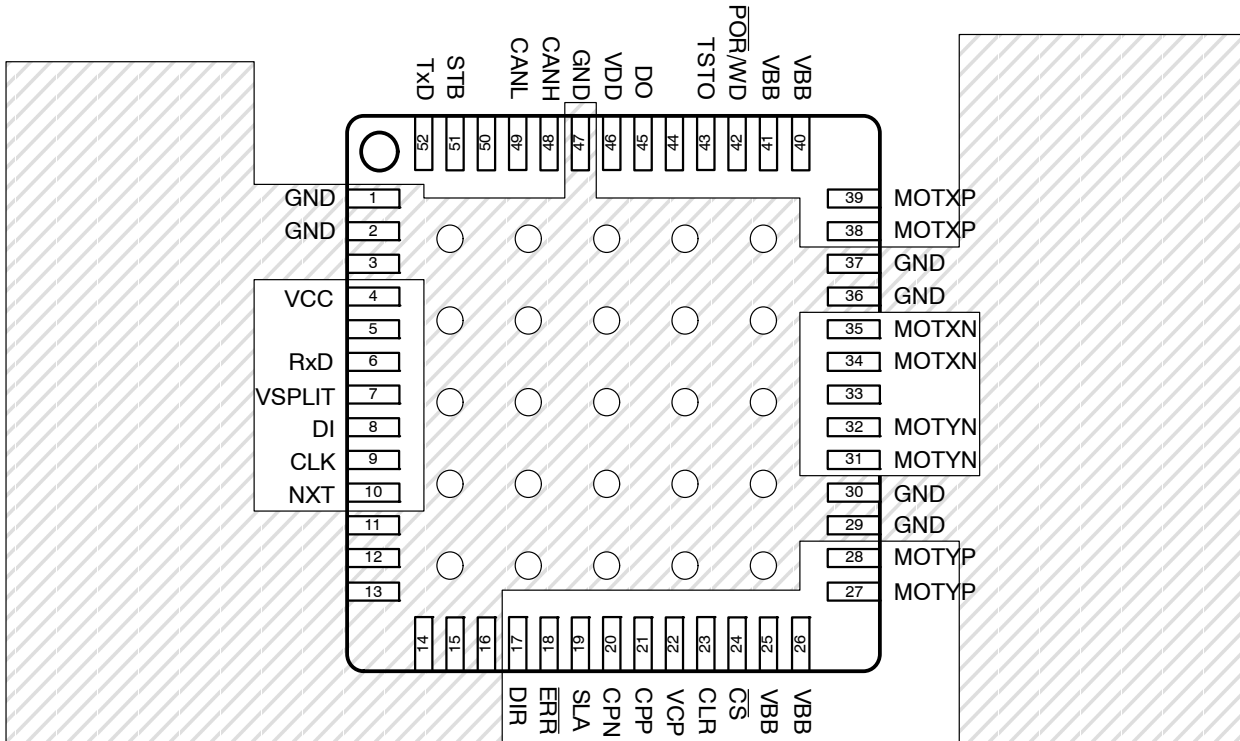 TxD
STB
CANL
CANH
GND
VDD
DO
TSTO
POR/WD
VBB
VBB
52
51
50
49
48
47
46
45
44
43
42
41
40
GND 1
GND 2
3
VCC 4
5
RxD 6
VSPLIT 7
DI 8
CLK 9
NXT 10
11
12
13
39 MOTXP
38 MOTXP
37 GND
36 GND
35 MOTXN
34 MOTXN
33
32 MOTYN
31 MOTYN
30 GND
29 GND
28 MOTYP
27 MOTYP
14
15
16
17
18
19
20
21
22
23
24
25
26
DIR
ERR
SLA
CPN
CPP
VCP
CLR
CS
VBB
VBB